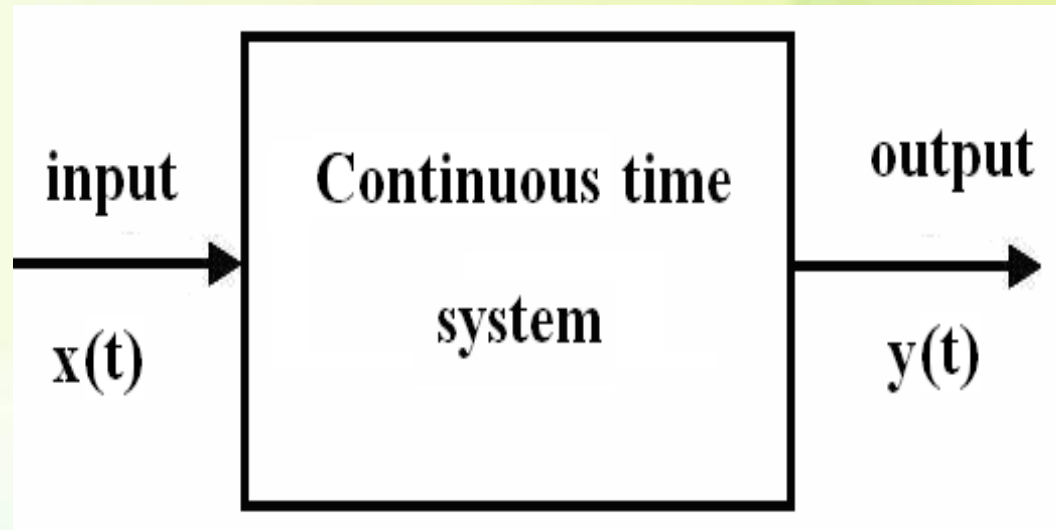 input
x(t)
Continuous time
system
output
y(t)